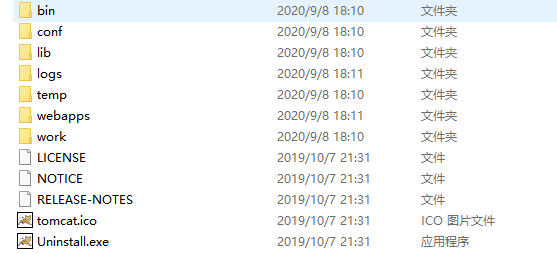 bin 2020/9/8 18:10 文件夹
conf 2020/9/8 18:10 文件夹
lib 2020/9/8 18:10 文件夹
logs 2020/9/8 18:11 文件夹
temp 2020/9/8 18:10 文件夹
webapps 2020/9/8 18:11 文件夹
work 2020/9/8 18:10 文件夹
LICENSE 2019/10/7 21:31 文件
NOTICE 2019/10/7 21:31 文件
RELEASE-NOTES 2019/10/7 21:31 文件
tomcat.ico 2019/10/7 21:31 ICO 图片文件
Uninstall.exe 2019/10/7 21:31 应用程序